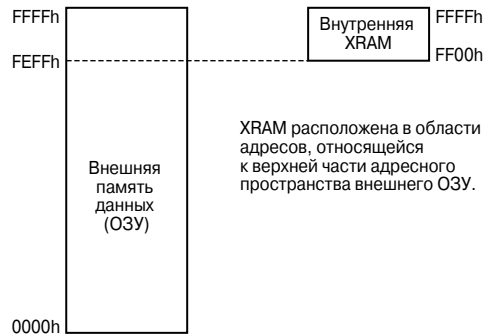 FFFFh
FEFFh
Внутренняя
XRAM
FFFFh
FF00h
XRAM расположена в области
адресов, относящейся
к верхней части адресного
пространства внешнего ОЗУ.
Внешняя
память
данных
(ОЗУ)
0000h